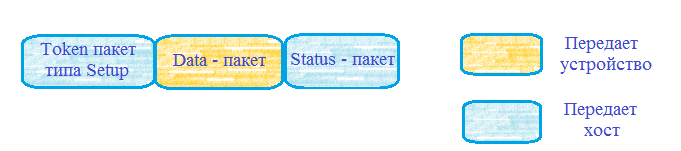 Token пакет
типа Setup
Data - пакет
Status - пакет
Передает
устройство
Передает
хост